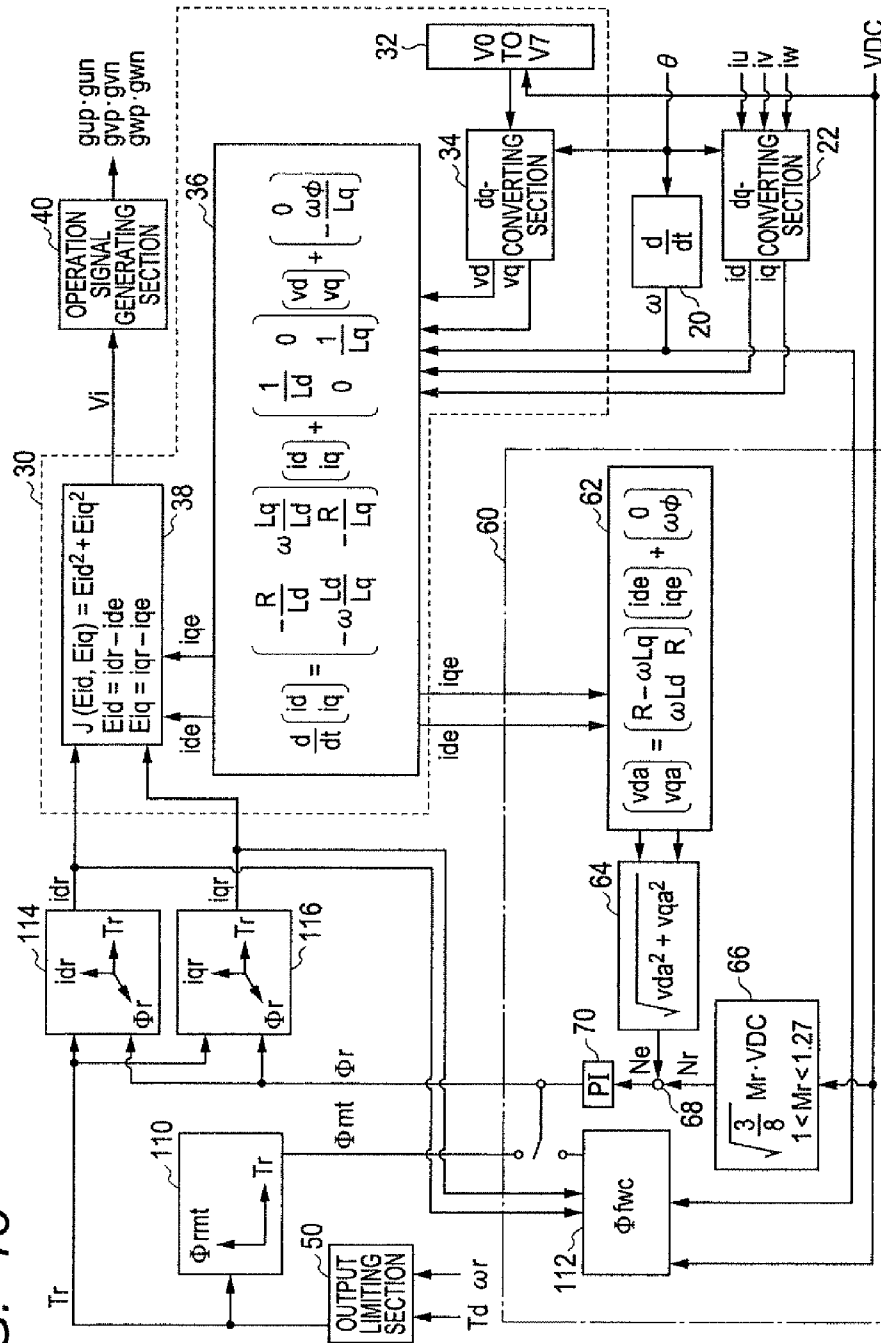 gup·gun
gvp·gvn
gwp·gwn
40
OPERATION
SIGNAL
GENERATING
SECTION
Vi
30
38
J (Eid, Eiq) = Eid² + Eiq²
Eid = idr – ide
Eiq = iqr – iqe
ide
iqe
36
d/dt (id iq) = (-R/Ld ω Lq/Ld -ω Ld/Lq -R/Lq) (id iq) + (1/Ld 0 0 1/Lq) (vd vq) + (0 -ωΦ/Lq)
32
V0
TO
V7
34
dq-
CONVERTING
SECTION
vd
vq
θ
iu
iv
iw
VDC
d/dt
20
ω
dq-
CONVERTING
SECTION
22
id
iq
114
idr
Tr
Φr
idr
iqr
Tr
Φr
116
iqr
ide
iqe
60
62
(vda vqa) = (R -ωLq ωLd R) (ide iqe) + (0 ωΦ)
64
√vda² + vqa²
66
√3/8 Mr·VDC
1 < Mr < 1.27
Ne
Nr
68
PI
70
Φr
Φmt
110
Φrmt
Tr
112
Φfwc
Tr
50
OUTPUT
LIMITING
SECTION
Td
ωr